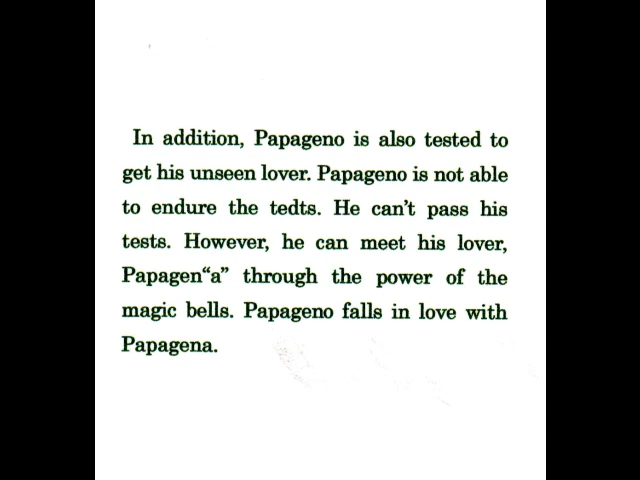 In addition, Papageno is also tested to
get his unseen lover. Papageno is not able
to endure the tedts. He can't pass his
tests. However, he can meet his lover,
Papagen“a” through the power of the
magic bells. Papageno falls in love with
Papagena.